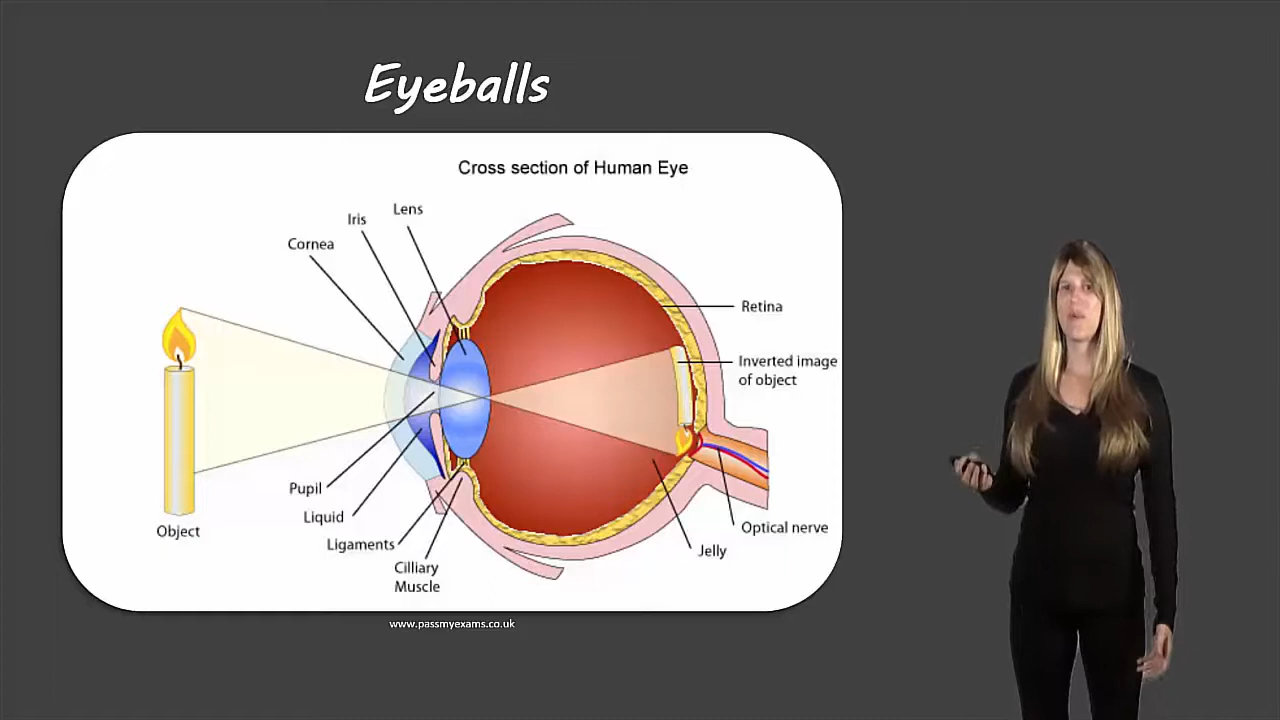 Eyeballs
Cross section of Human Eye
Lens
Iris
Cornea
Retina
Inverted image
of object
Pupil
Liquid
Object
Optical nerve
Ligaments
Jelly
Cilliary
Muscle
www.passmyexams.co.uk